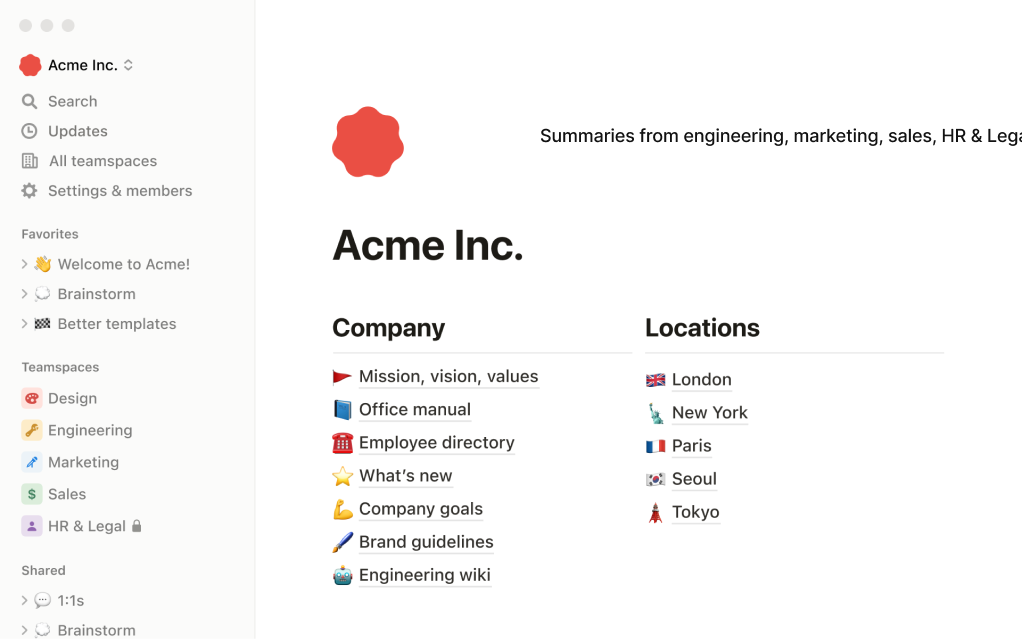 Acme Inc.
Search
Updates
All teamspaces
Settings & members
Favorites
Welcome to Acme!
Brainstorm
Better templates
Teamspaces
Design
Engineering
Marketing
$ Sales
HR & Legal
Shared
1:1s
Brainstorm
Summaries from engineering, marketing, sales, HR &
Acme Inc.
Company
Mission, vision, values
Office manual
Employee directory
What’s new
Company goals
Brand guidelines
Engineering wiki
Locations
London
New York
Paris
Seoul
Tokyo